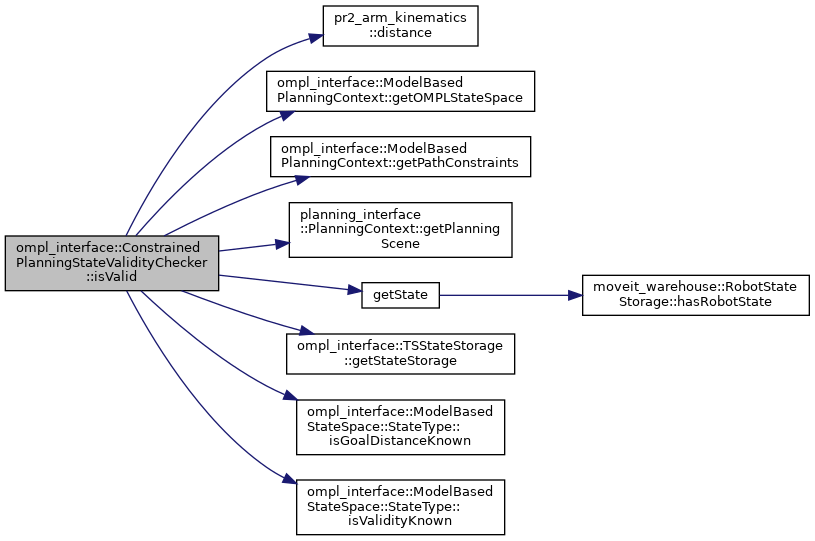 pr2_arm_kinematics
::distance
ompl_interface::ModelBased
PlanningContext::getOMPLStateSpace
ompl_interface::ModelBased
PlanningContext::getPathConstraints
planning_interface
::PlanningContext::getPlanning
Scene
ompl_interface::Constrained
PlanningStateValidityChecker
::isValid
getState
moveit_warehouse::RobotState
Storage::hasRobotState
ompl_interface::TSStateStorage
::getStateStorage
ompl_interface::ModelBased
StateSpace::StateType::
isGoalDistanceKnown
ompl_interface::ModelBased
StateSpace::StateType::
isValidityKnown